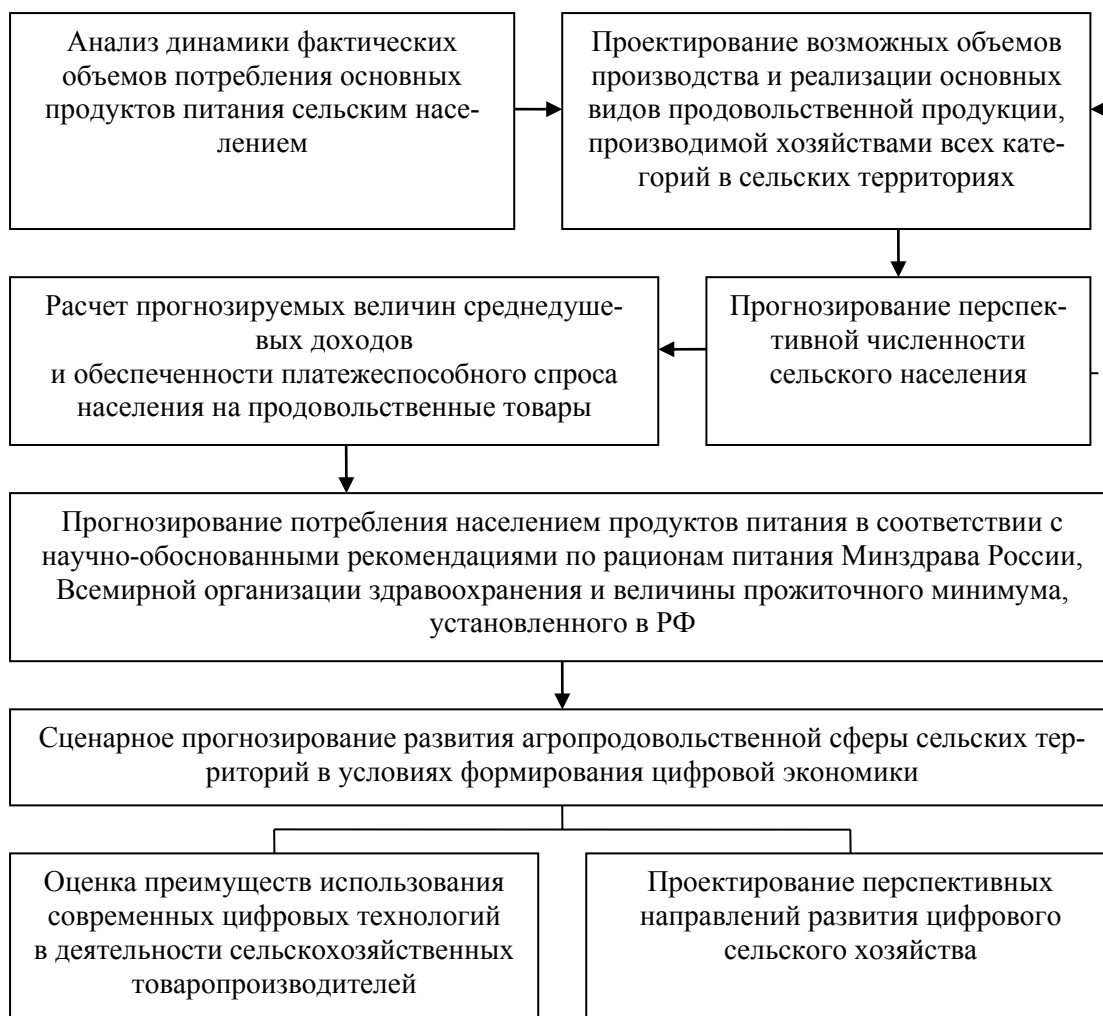 Анализ динамики фактических
объемов потребления основных
продуктов питания сельским насе-
лением
Проектирование возможных объемов
производства и реализации основных
видов продовольственной продукции,
производимой хозяйствами всех кате-
горий в сельских территориях
Расчет прогнозируемых величин среднедуше-
вых доходов
и обеспеченности платежеспособного спроса
населения на продовольственные товары
Прогнозирование перспек-
тивной численности
сельского населения
Прогнозирование потребления населением продуктов питания в соответствии с
научно-обоснованными рекомендациями по рационам питания Минздрава России,
Всемирной организации здравоохранения и величины прожиточного минимума,
установленного в РФ
Сценарное прогнозирование развития агропродовольственной сферы сельских тер-
риторий в условиях формирования цифровой экономики
Оценка преимуществ использования
современных цифровых технологий
в деятельности сельскохозяйственных
товаропроизводителей
Проектирование перспективных
направлений развития цифрового
сельского хозяйства